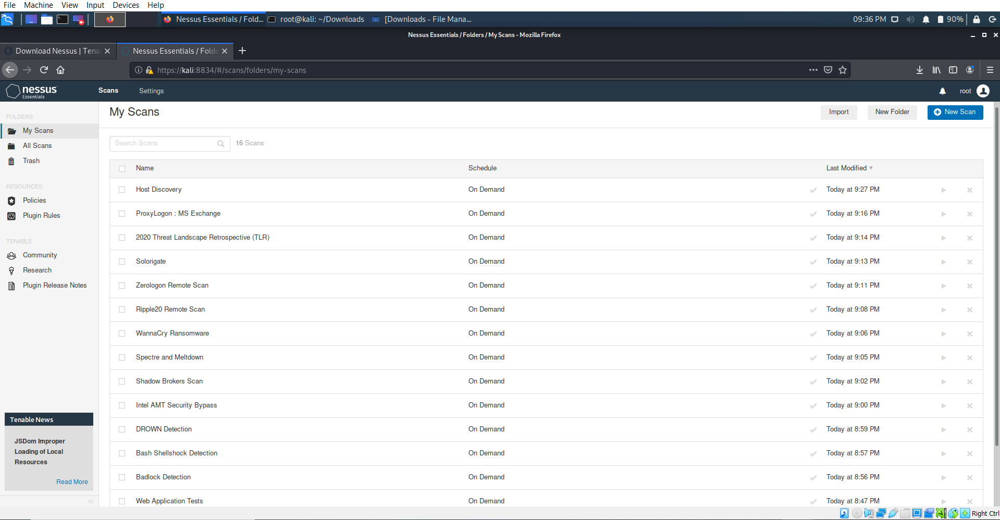 File Machine View Input Devices Help
Nessus Essentials / Fold... root@kali: ~/Downloads [Downloads - File Mana... 09:36 PM 90%
Nessus Essentials / Folders / My Scans - Mozilla Firefox
Download Nessus | Tena Nessus Essentials / Folde
https://kali:8834/#/scans/folders/my-scans
nessus Essentials Scans Settings root
FOLDERS
My Scans
All Scans
Trash
RESOURCES
Policies
Plugin Rules
TENABLE
Community
Research
Plugin Release Notes
Tenable News
JSDom Improper
Loading of Local
Resources
Read More
My Scans Import New Folder New Scan
Search Scans 16 Scans
Name Schedule Last Modified
Host Discovery On Demand Today at 9:27 PM
ProxyLogon : MS Exchange On Demand Today at 9:16 PM
2020 Threat Landscape Retrospective (TLR) On Demand Today at 9:14 PM
Solorigate On Demand Today at 9:13 PM
Zerologon Remote Scan On Demand Today at 9:11 PM
Ripple20 Remote Scan On Demand Today at 9:08 PM
WannaCry Ransomware On Demand Today at 9:06 PM
Spectre and Meltdown On Demand Today at 9:05 PM
Shadow Brokers Scan On Demand Today at 9:02 PM
Intel AMT Security Bypass On Demand Today at 9:00 PM
DROWN Detection On Demand Today at 8:59 PM
Bash Shellshock Detection On Demand Today at 8:57 PM
Badlock Detection On Demand Today at 8:56 PM
Web Application Tests On Demand Today at 8:47 PM
Right Ctrl